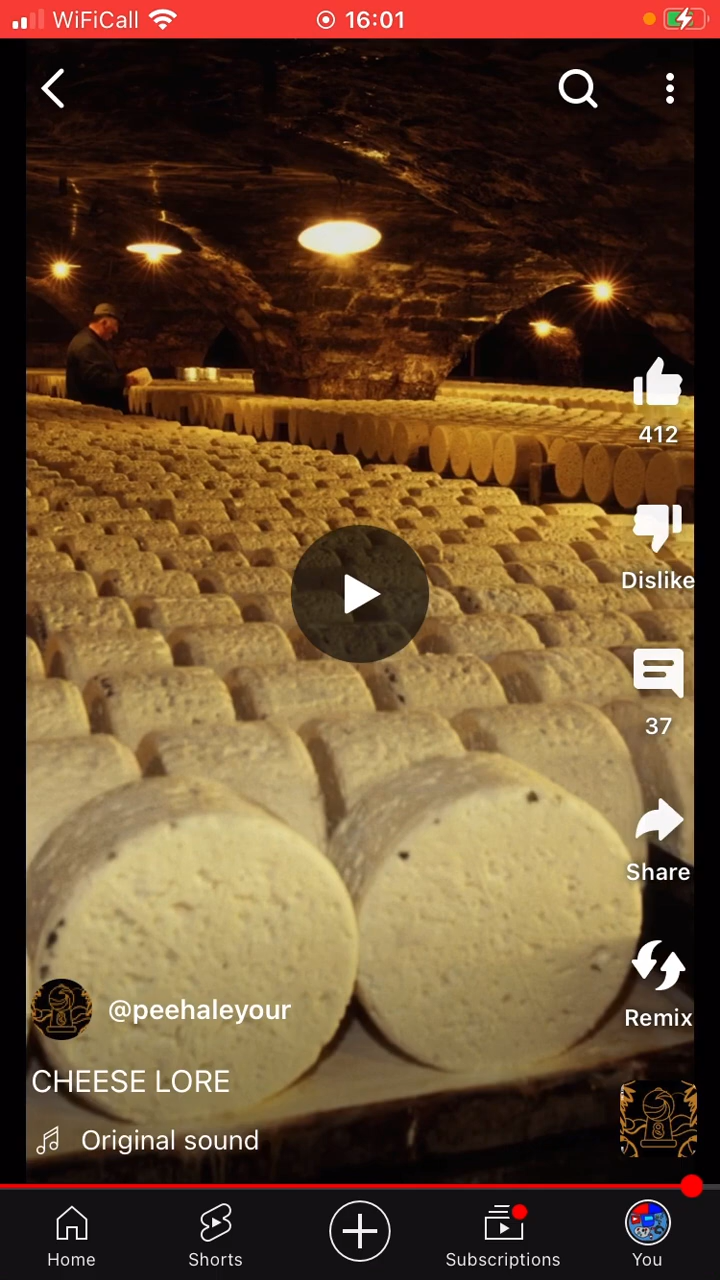 WiFiCall
16:01
412
Dislike
37
Share
Remix
@peehaleyour
CHEESE LORE
Original sound
Home
Shorts
Subscriptions
You